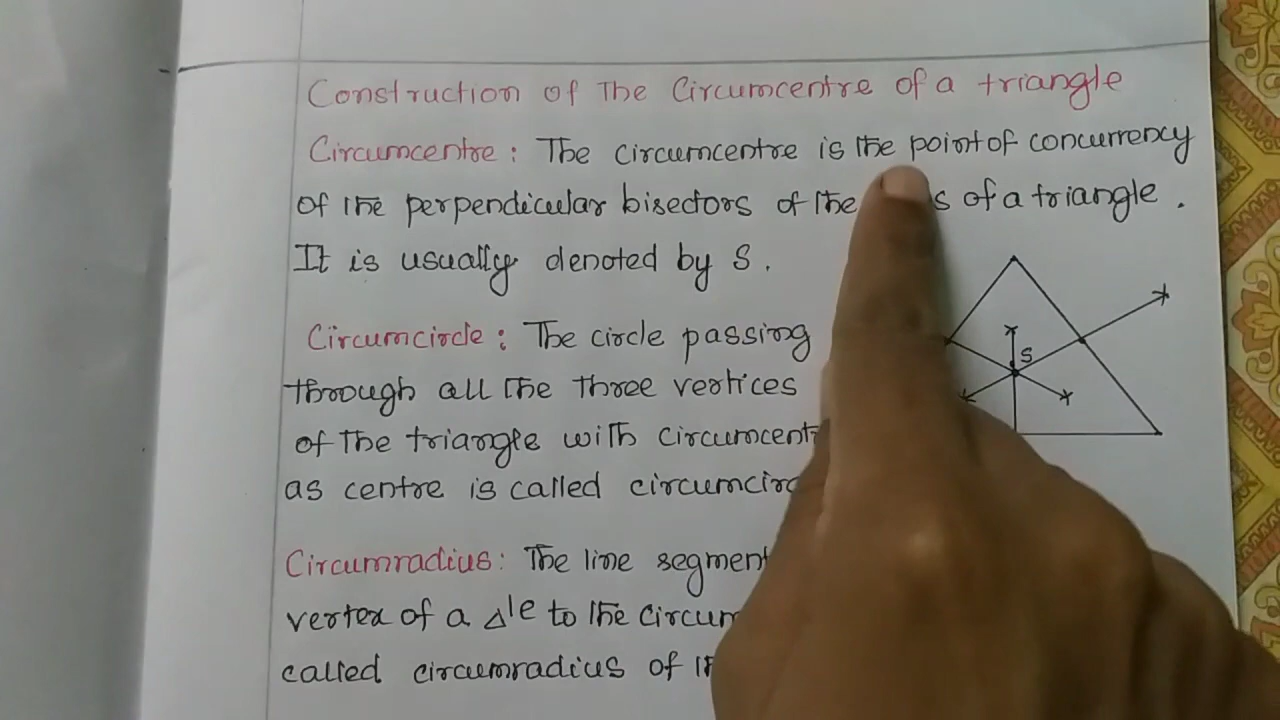 Construction of The Circumcentre of a triangle
Circumcentre: The circumcentre is the point of concurrency
of the perpendicular bisectors of the of a triangle.
It is usually denoted by S.
Circumcircle: The circle passing
through all the three vertices
of the triangle with
as centre is called
Circumradius: The line
vertex of a Δle to the
called circumradius of
S